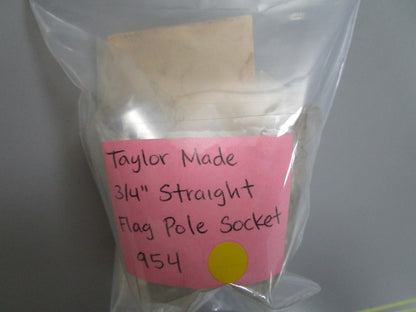 Taylor Made
3/4" Straight
Flag Pole Socket
954